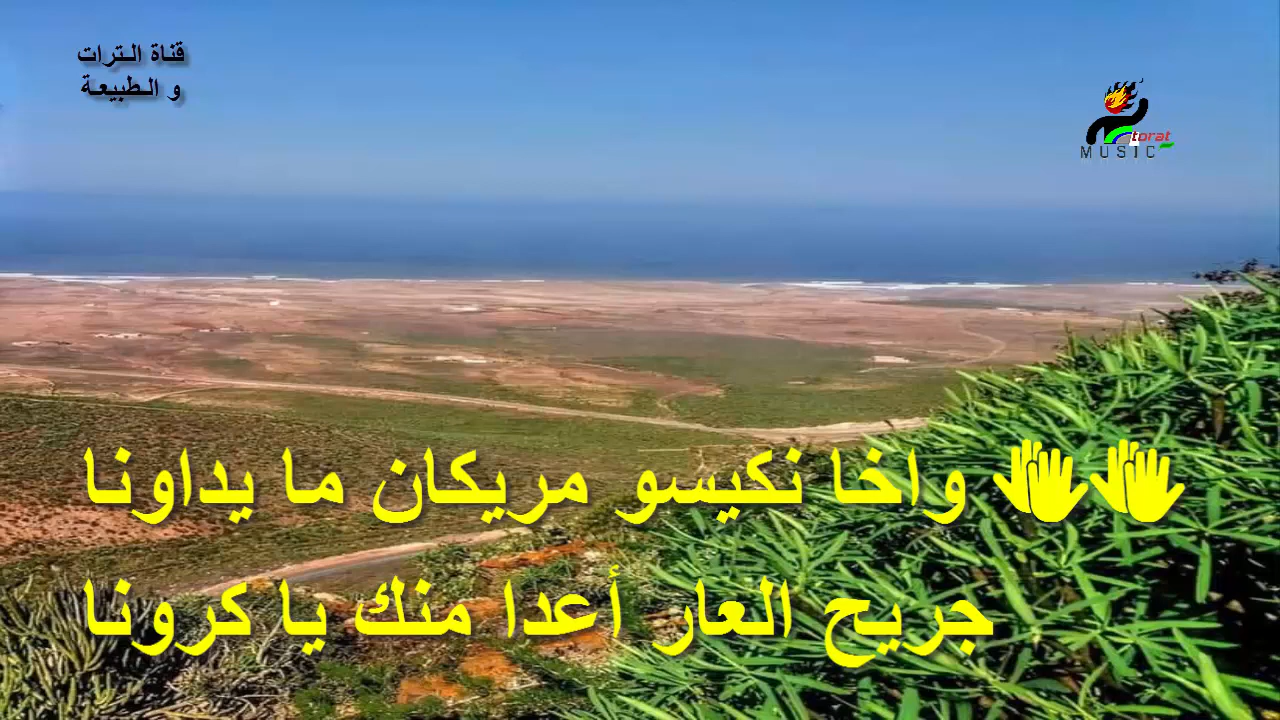 قناة التراث
و الطبيعة
torat
MUSIC
واخا نكيسو مريكان ما يداونا
جريح العار أعدا منك يا كرونا